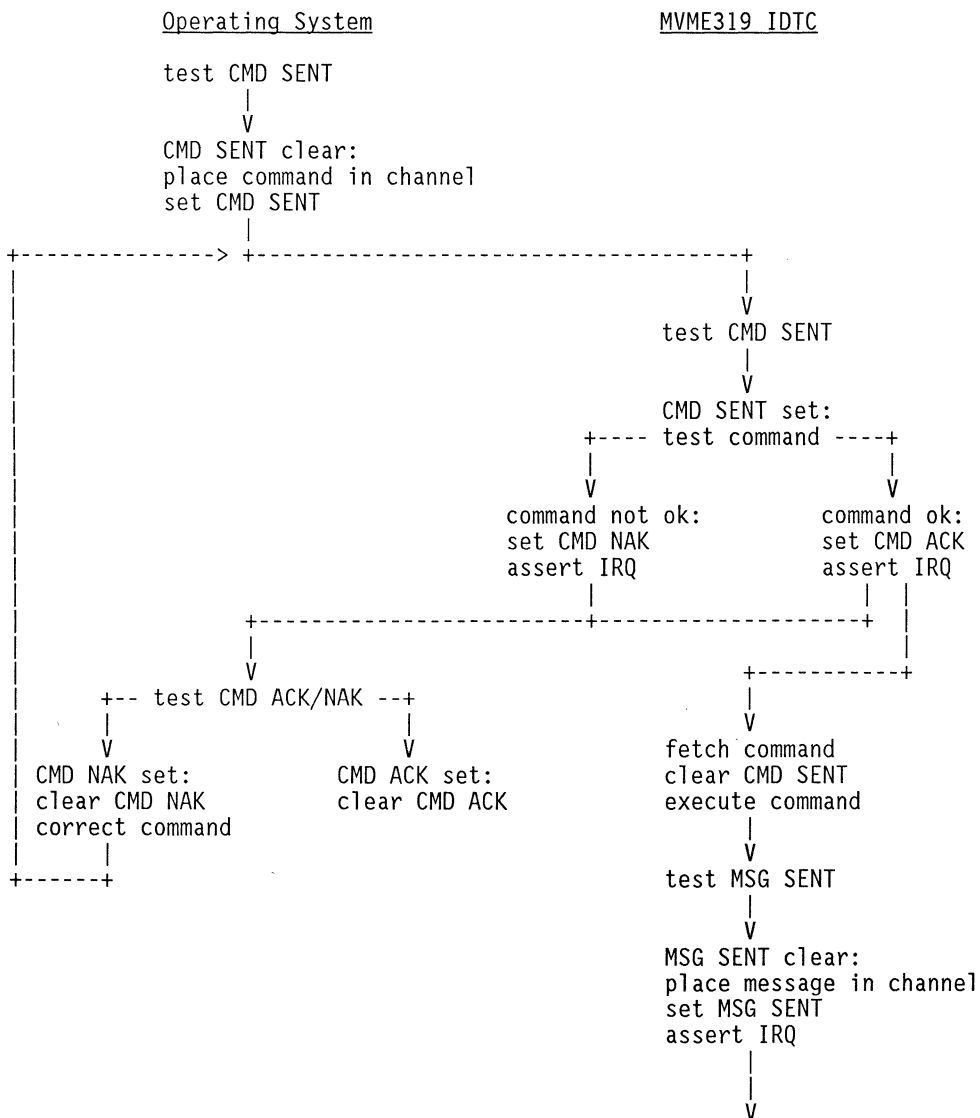 Operating System
MVME319 IDTC
test CMD SENT
CMD SENT clear:
place command in channel
set CMD SENT
test CMD SENT
CMD SENT set:
test command
command not ok:
set CMD NAK
assert IRQ
command ok:
set CMD ACK
assert IRQ
test CMD ACK/NAK
CMD NAK set:
clear CMD NAK
correct command
CMD ACK set:
clear CMD ACK
fetch command
clear CMD SENT
execute command
test MSG SENT
MSG SENT clear:
place message in channel
set MSG SENT
assert IRQ